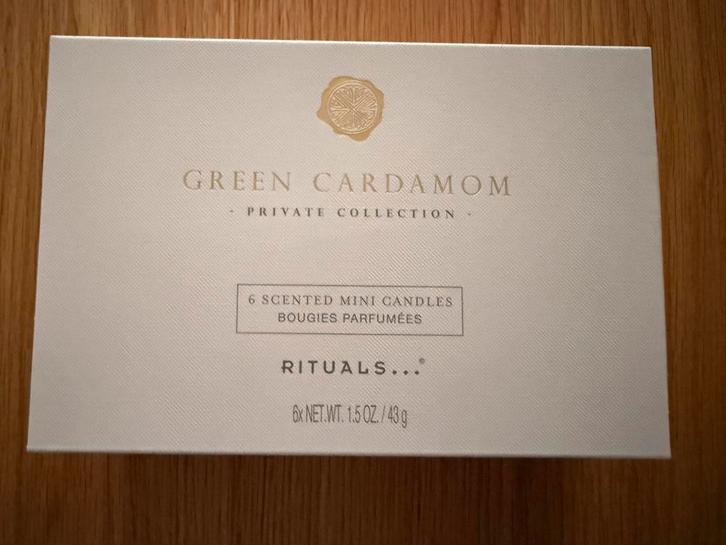 GREEN CARDAMOM
· PRIVATE COLLECTION ·
6 SCENTED MINI CANDLES
BOUGIES PARFUMÉES
RITUALS...®
6x NET.WT. 1.5 OZ. / 43 g